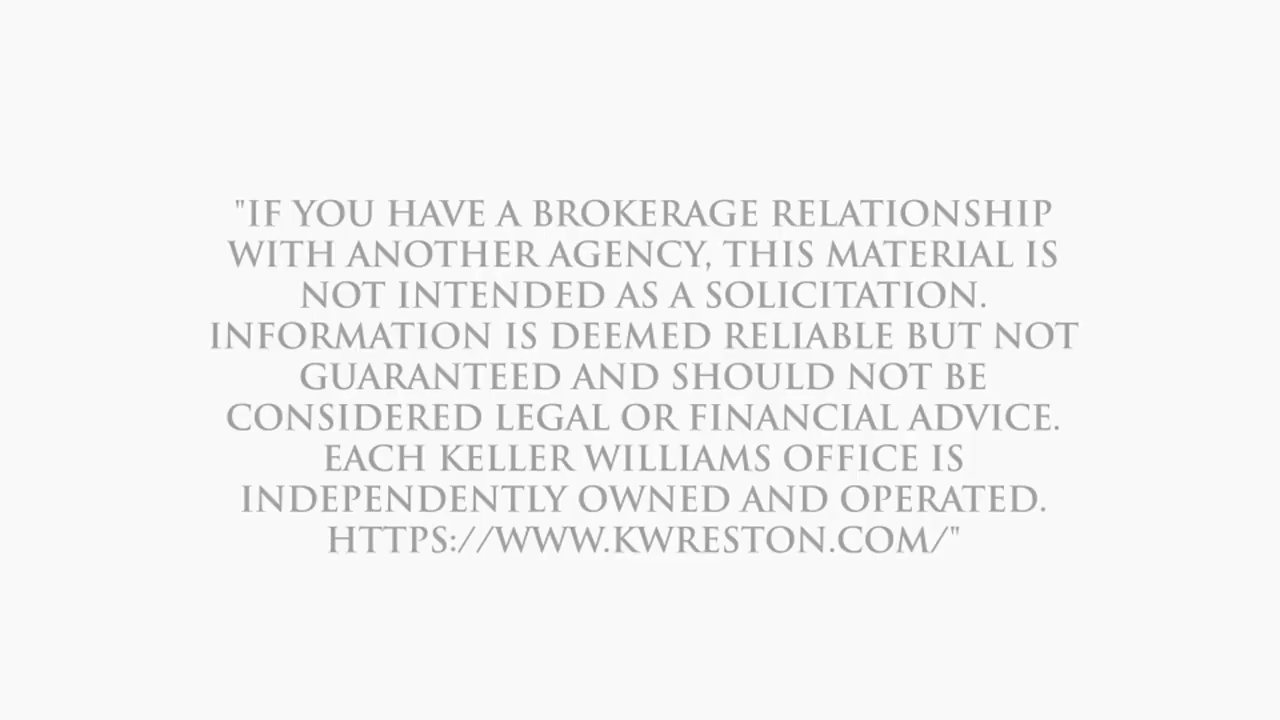 "IF YOU HAVE A BROKERAGE RELATIONSHIP
WITH ANOTHER AGENCY, THIS MATERIAL IS
NOT INTENDED AS A SOLICITATION.
INFORMATION IS DEEMED RELIABLE BUT NOT
GUARANTEED AND SHOULD NOT BE
CONSIDERED LEGAL OR FINANCIAL ADVICE.
EACH KELLER WILLIAMS OFFICE IS
INDEPENDENTLY OWNED AND OPERATED.
HTTPS://WWW.KWRESTON.COM/"